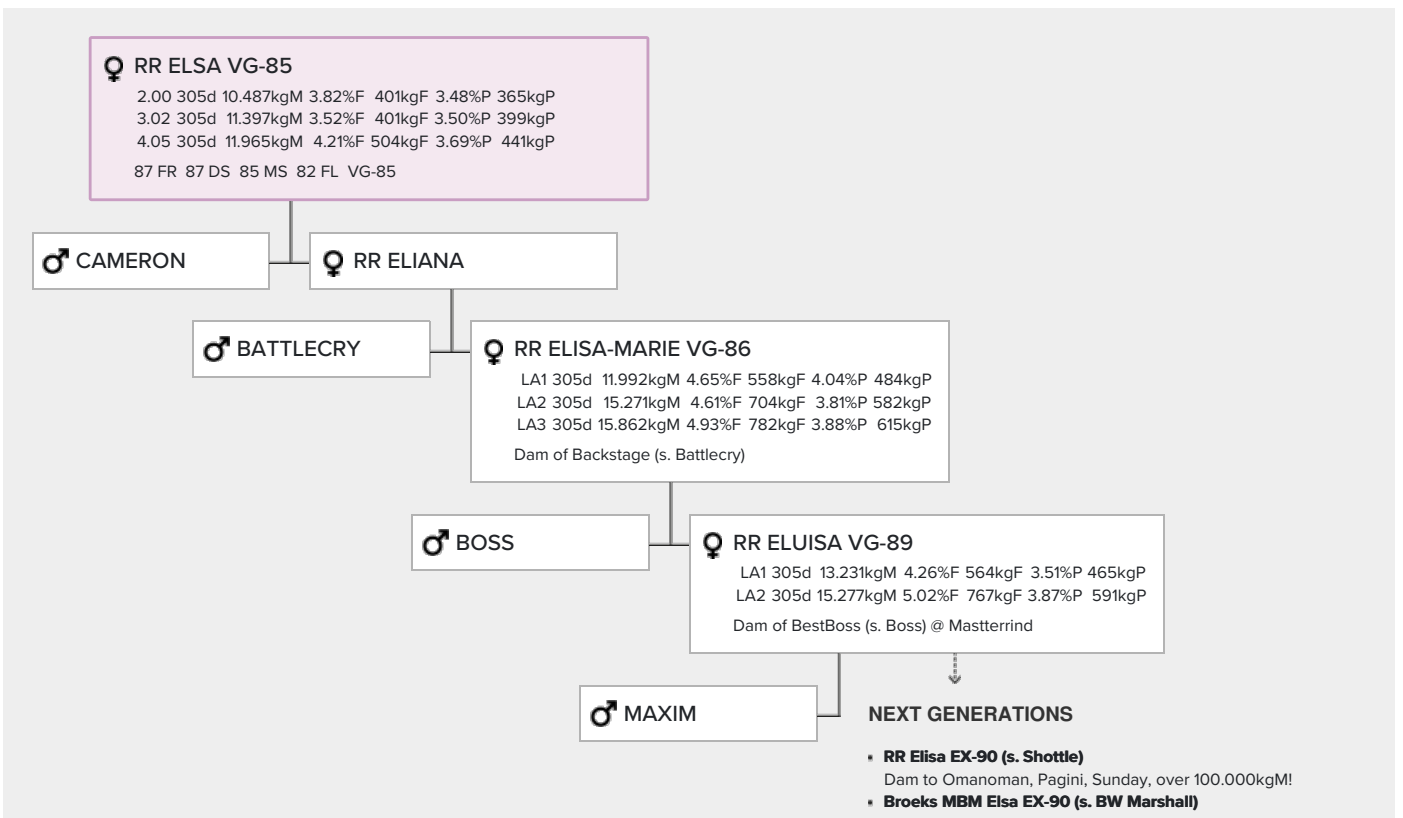 RR ELSA VG-85
2.00 305d 10.487kgM 3.82%F 401kgF 3.48%P 365kgP
3.02 305d 11.397kgM 3.52%F 401kgF 3.50%P 399kgP
4.05 305d 11.965kgM 4.21%F 504kgF 3.69%P 441kgP
87 FR 87 DS 85 MS 82 FL VG-85
CAMERON
RR ELIANA
BATTLECRY
RR ELISA-MARIE VG-86
LA1 305d 11.992kgM 4.65%F 558kgF 4.04%P 484kgP
LA2 305d 15.271kgM 4.61%F 704kgF 3.81%P 582kgP
LA3 305d 15.862kgM 4.93%F 782kgF 3.88%P 615kgP
Dam of Backstage (s. Battlecry)
BOSS
RR ELUISA VG-89
LA1 305d 13.231kgM 4.26%F 564kgF 3.51%P 465kgP
LA2 305d 15.277kgM 5.02%F 767kgF 3.87%P 591kgP
Dam of BestBoss (s. Boss) @ Mastterrind
MAXIM
NEXT GENERATIONS
▪ RR Elisa EX-90 (s. Shottle)
Dam to Omanoman, Pagini, Sunday, over 100.000kgM!
▪ Broeks MBM Elsa EX-90 (s. BW Marshall)